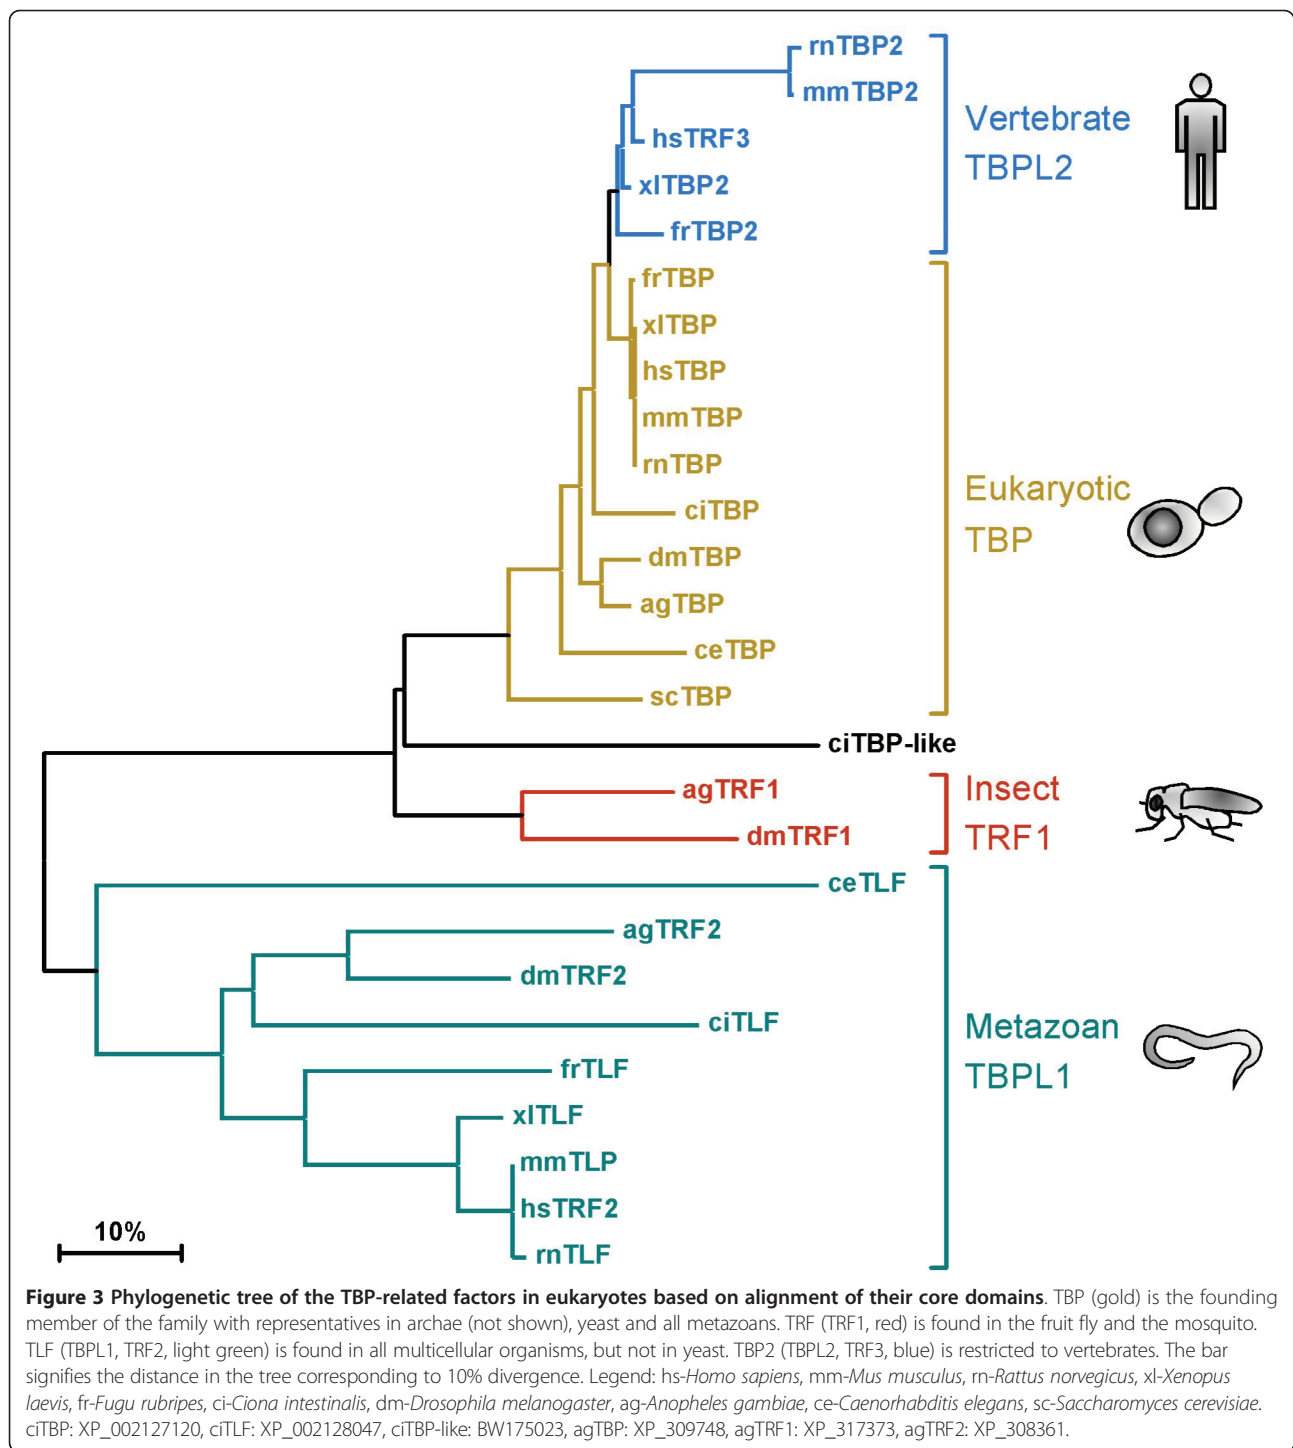 rnTBP2
mmTBP2
hsTRF3
xlTBP2
frTBP2
Vertebrate
TBPL2
frTBP
xlTBP
hsTBP
mmTBP
rnTBP
ciTBP
dmTBP
agTBP
ceTBP
scTBP
Eukaryotic
TBP
ciTBP-like
agTRF1
dmTRF1
Insect
TRF1
ceTLF
agTRF2
dmTRF2
ciTLF
frTLF
xlTLF
mmTLP
hsTRF2
rnTLF
Metazoan
TBPL1
10%
Figure 3 Phylogenetic tree of the TBP-related factors in eukaryotes based on alignment of their core domains. TBP (gold) is the founding
member of the family with representatives in archae (not shown), yeast and all metazoans. TRF (TRF1, red) is found in the fruit fly and the mosquito.
TLF (TBPL1, TRF2, light green) is found in all multicellular organisms, but not in yeast. TBP2 (TBPL2, TRF3, blue) is restricted to vertebrates. The bar
signifies the distance in the tree corresponding to 10% divergence. Legend: hs-Homo sapiens, mm-Mus musculus, rn-Rattus norvegicus, xl-Xenopus
laevis, fr-Fugu rubripes, ci-Ciona intestinalis, dm-Drosophila melanogaster, ag-Anopheles gambiae, ce-Caenorhabditis elegans, sc-Saccharomyces cerevisiae.
ciTBP: XP_002127120, ciTLF: XP_002128047, ciTBP-like: BW175023, agTBP: XP_309748, agTRF1: XP_317373, agTRF2: XP_308361.